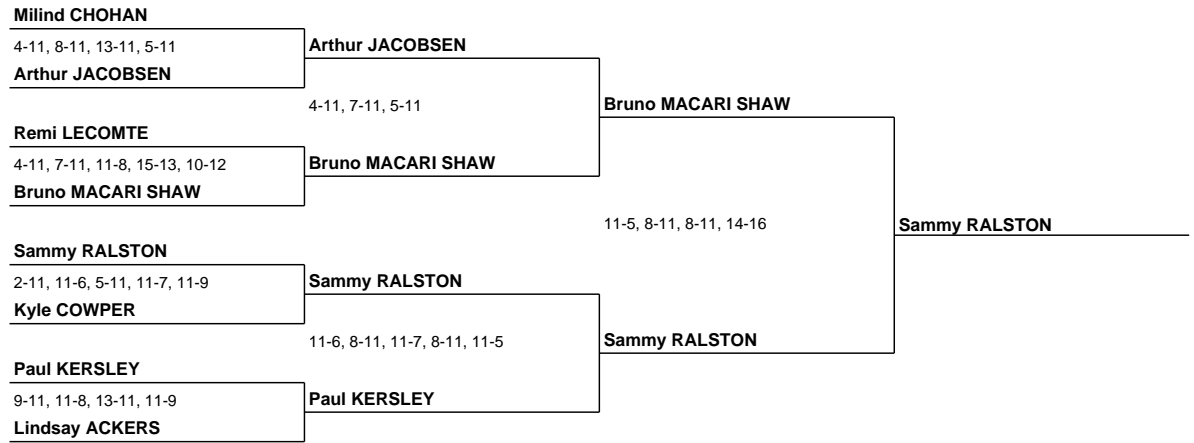 Milind CHOHAN
4-11, 8-11, 13-11, 5-11
Arthur JACOBSEN
Arthur JACOBSEN
4-11, 7-11, 5-11
Bruno MACARI SHAW
Remi LECOMTE
4-11, 7-11, 11-8, 15-13, 10-12
Bruno MACARI SHAW
Bruno MACARI SHAW
11-5, 8-11, 8-11, 14-16
Sammy RALSTON
Sammy RALSTON
2-11, 11-6, 5-11, 11-7, 11-9
Kyle COWPER
Sammy RALSTON
11-6, 8-11, 11-7, 8-11, 11-5
Sammy RALSTON
Paul KERSLEY
9-11, 11-8, 13-11, 11-9
Lindsay ACKERS
Paul KERSLEY